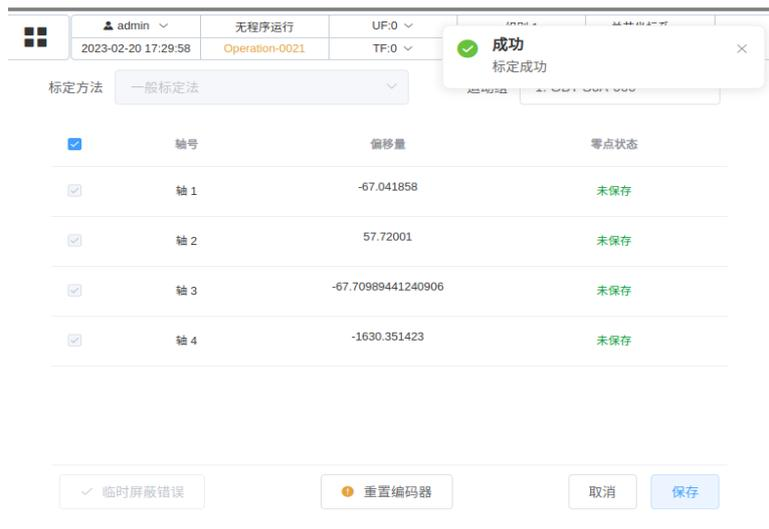 admin
无程序运行
UF:0
2023-02-20 17:29:58
Operation-0021
TF:0
成功
标定成功
标定方法
一般标定法
轴号
偏移量
零点状态
轴 1
-67.041858
未保存
轴 2
57.72001
未保存
轴 3
-67.70989441240906
未保存
轴 4
-1630.351423
未保存
临时屏蔽错误
重置编码器
取消
保存